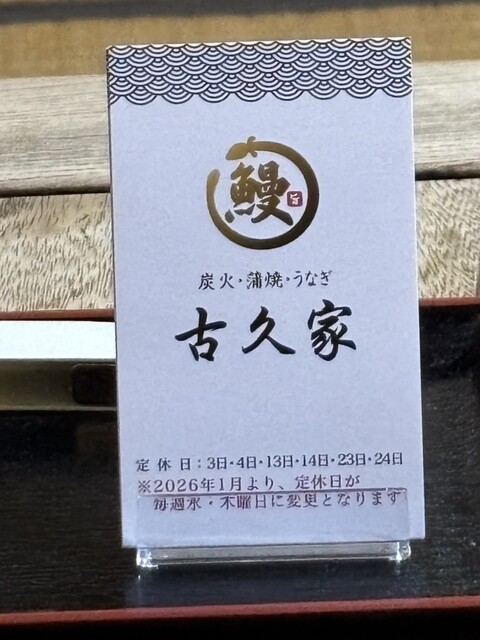 鰻
炭火・蒲焼・うなぎ
古久家
定休日：3日・4日・13日・14日・23日・24日
※2026年1月より、定休日が
毎週水・木曜日に変更となります